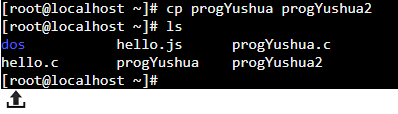 [root@localhost ~]# cp progYushua progYushua2
[root@localhost ~]# ls
dos hello.js progYushua.c
hello.c progYushua progYushua2
[root@localhost ~]#